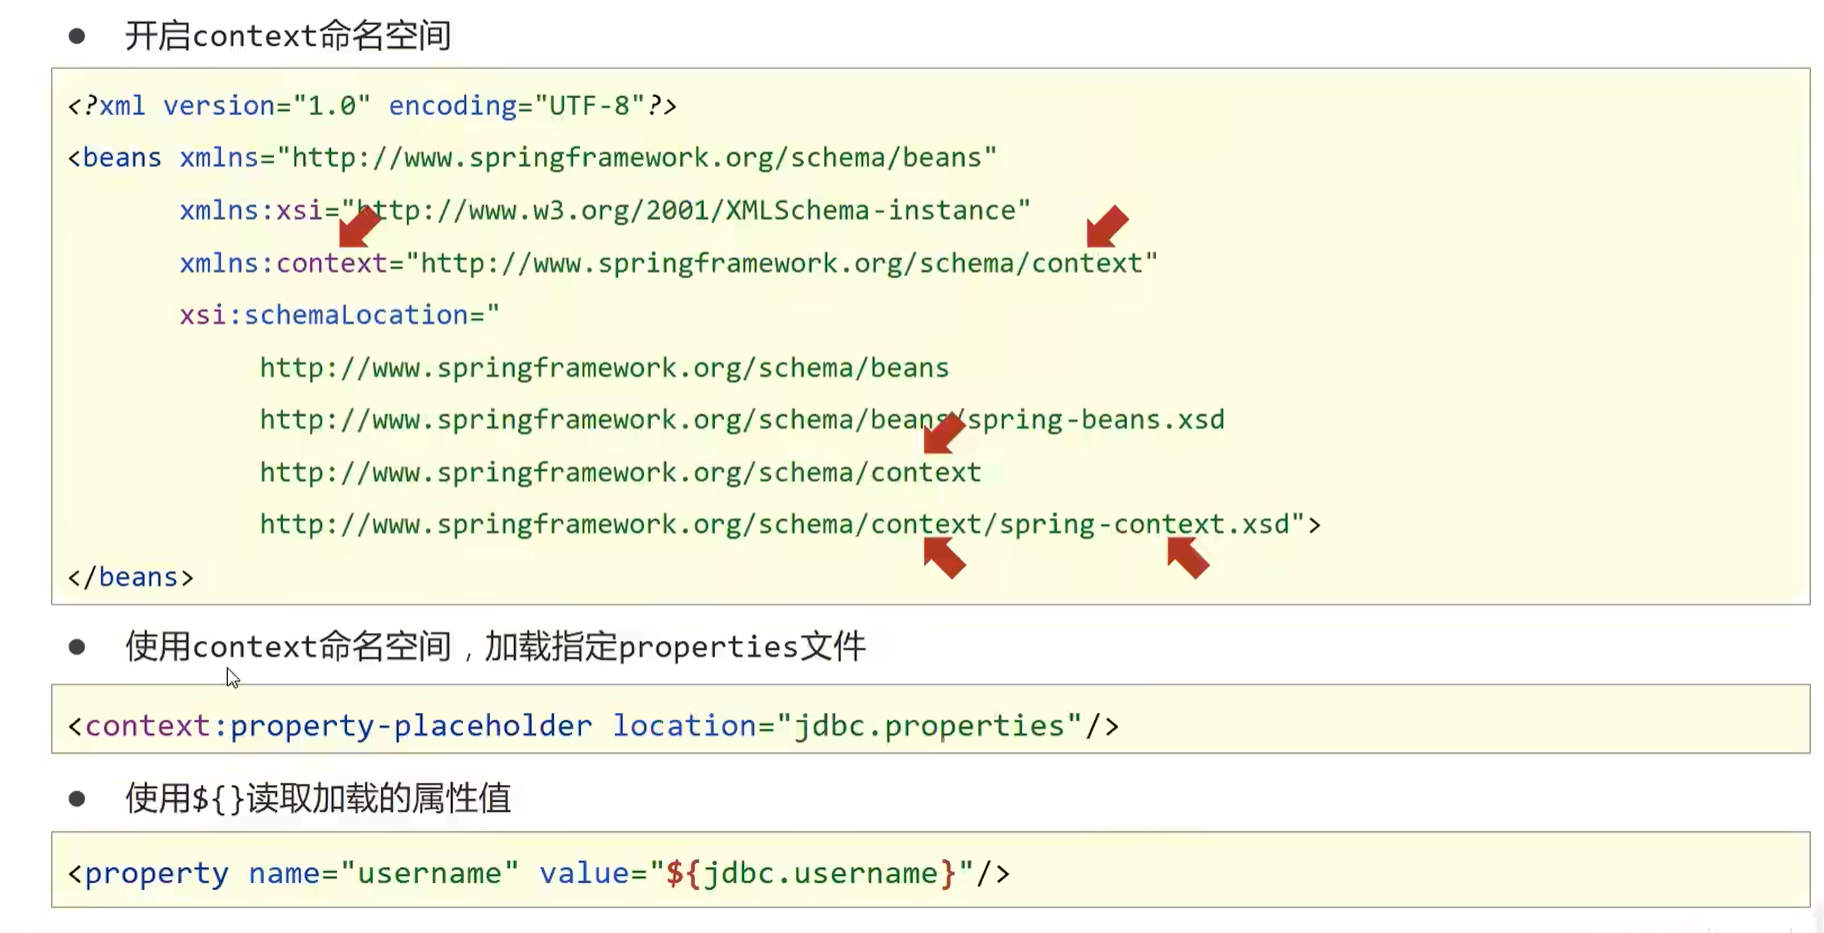 ● 开启context命名空间
<?xml version="1.0" encoding="UTF-8"?>
<beans xmlns="http://www.springframework.org/schema/beans"
xmlns:xsi="http://www.w3.org/2001/XMLSchema-instance"
xmlns:context="http://www.springframework.org/schema/context"
xsi:schemaLocation="
http://www.springframework.org/schema/beans
http://www.springframework.org/schema/beans/spring-beans.xsd
http://www.springframework.org/schema/context
http://www.springframework.org/schema/context/spring-context.xsd">
</beans>
● 使用context命名空间，加载指定properties文件
<context:property-placeholder location="jdbc.properties"/>
● 使用${}读取加载的属性值
<property name="username" value="${jdbc.username}"/>